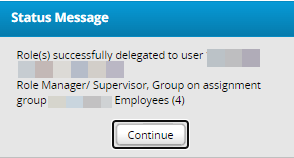 Status Message
Role(s) successfully delegated to user
Role Manager/ Supervisor, Group on assignment
group Employees (4)
Continue